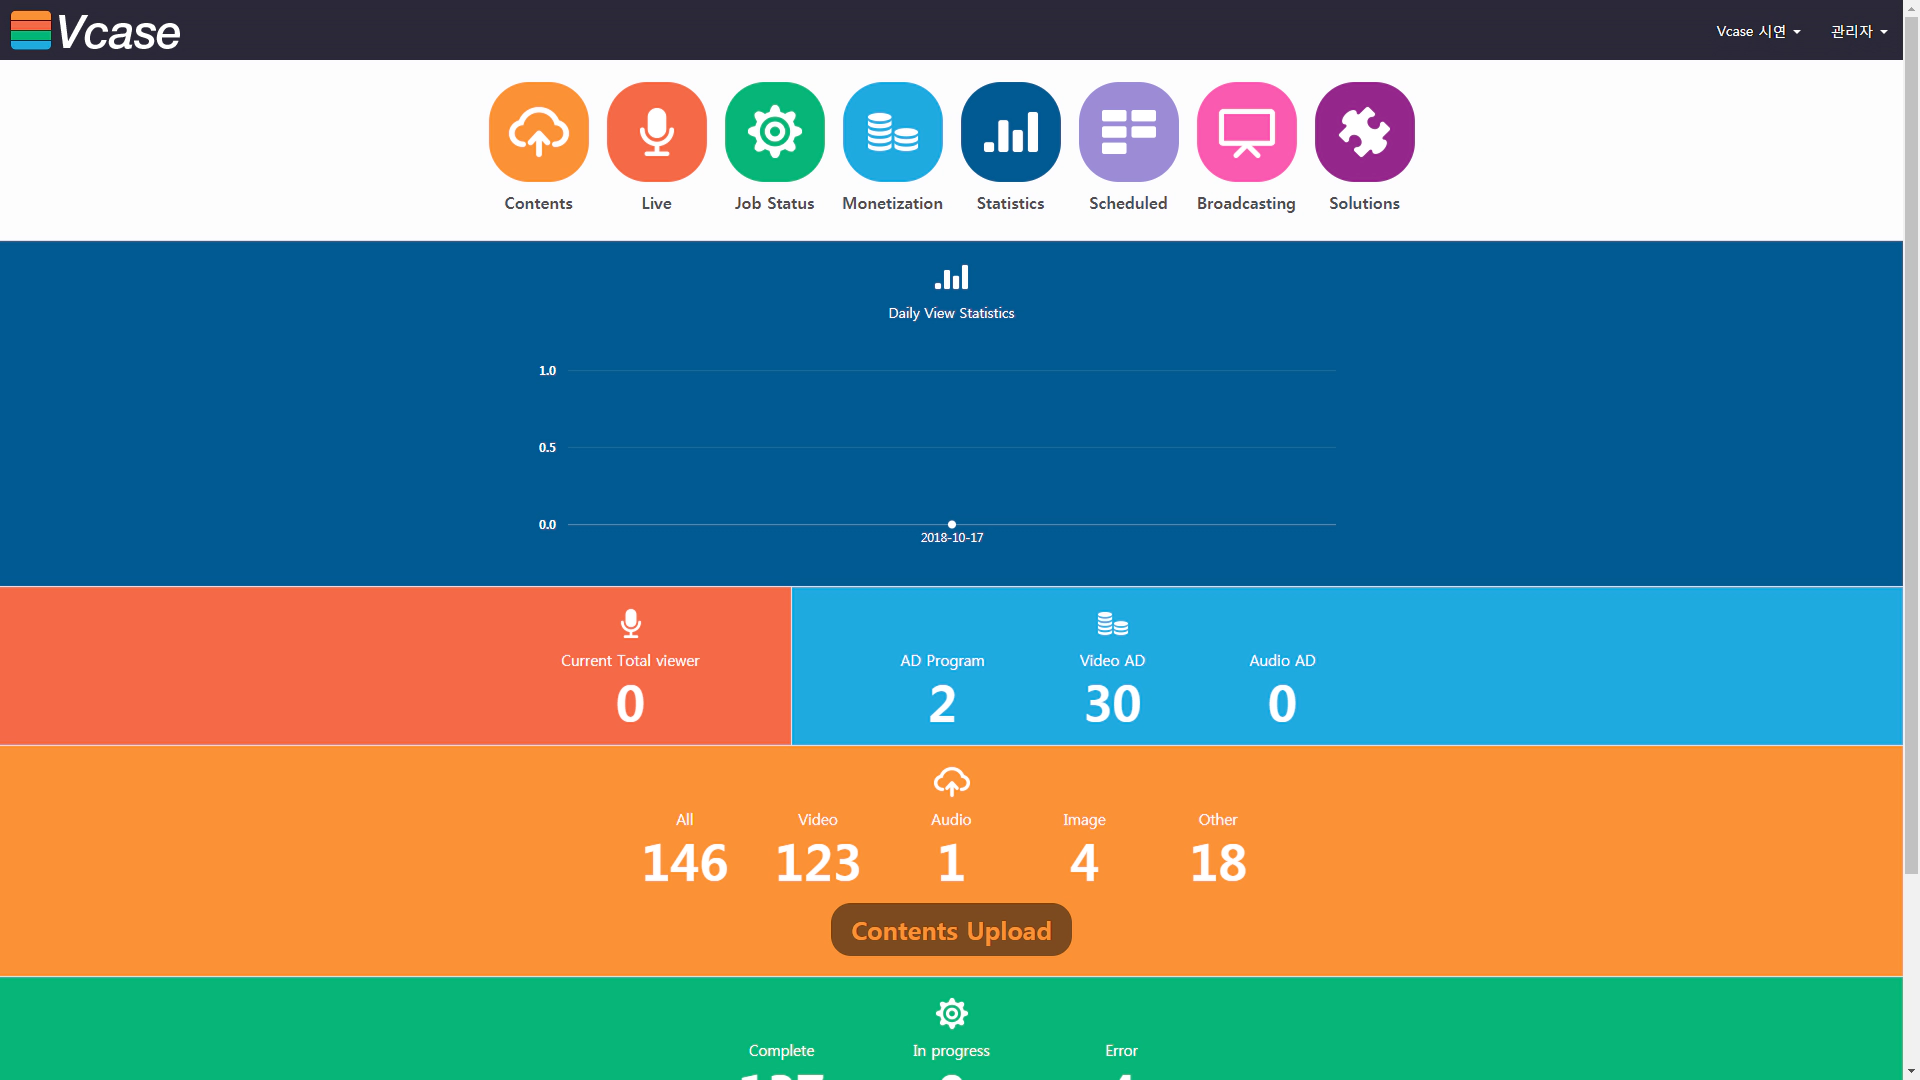 Vcase
Vcase 시연
관리자
Contents
Live
Job Status
Monetization
Statistics
Scheduled
Broadcasting
Solutions
Daily View Statistics
1.0
0.5
0.0
2018-10-17
Current Total viewer
0
AD Program
Video AD
Audio AD
2
30
0
All
Video
Audio
Image
Other
146
123
1
4
18
Contents Upload
Complete
In progress
Error